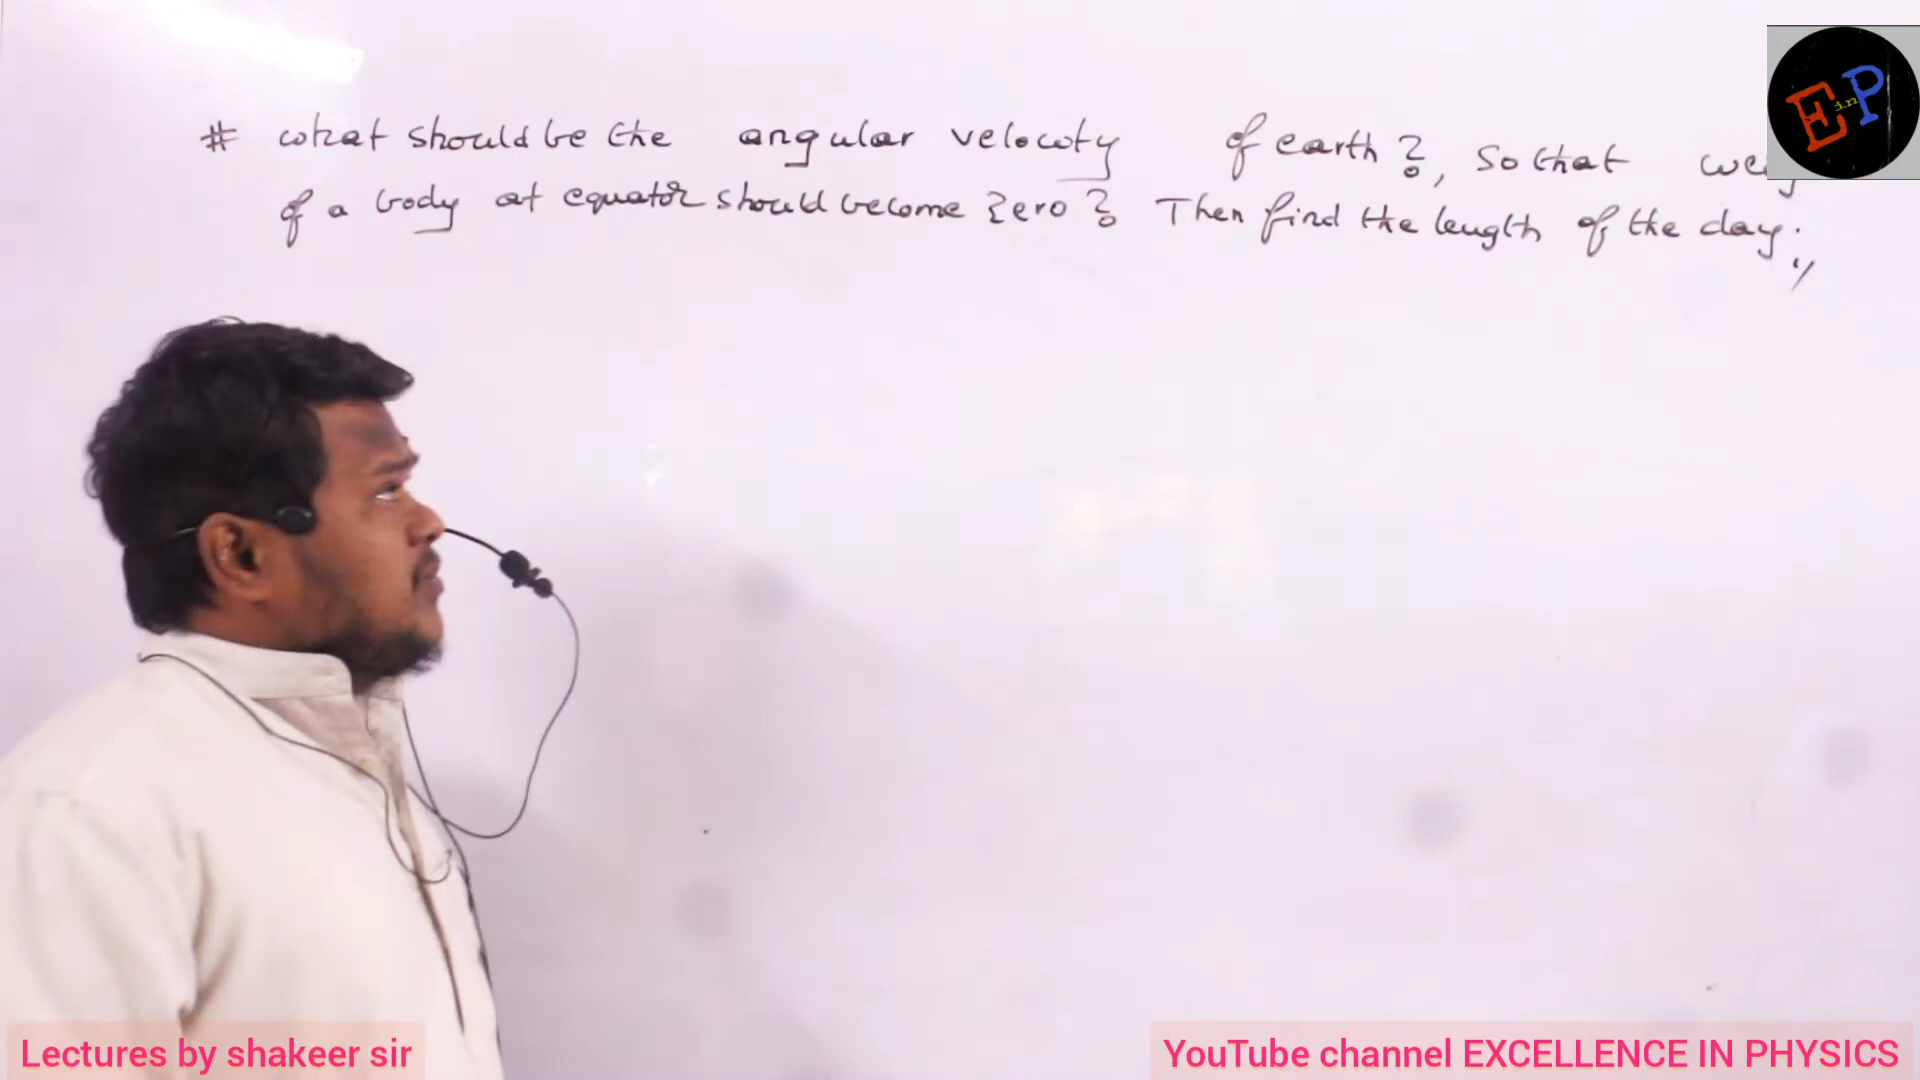 # what should be the angular velocity of earth ?, so that
of a body at equator should become zero ? Then find the length of the day.
E in P
Lectures by shakeer sir
YouTube channel EXCELLENCE IN PHYSICS